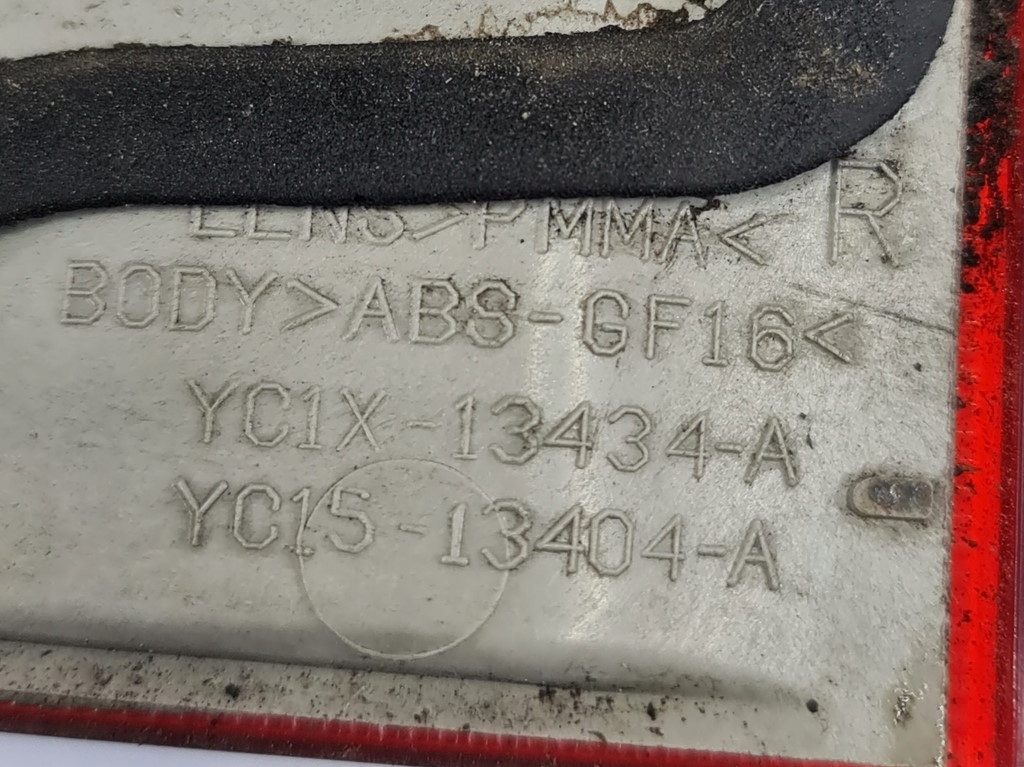 LENS>PMMA< R
BODY>ABS-GF16<
YC1X-13434-A
YC15-13404-A